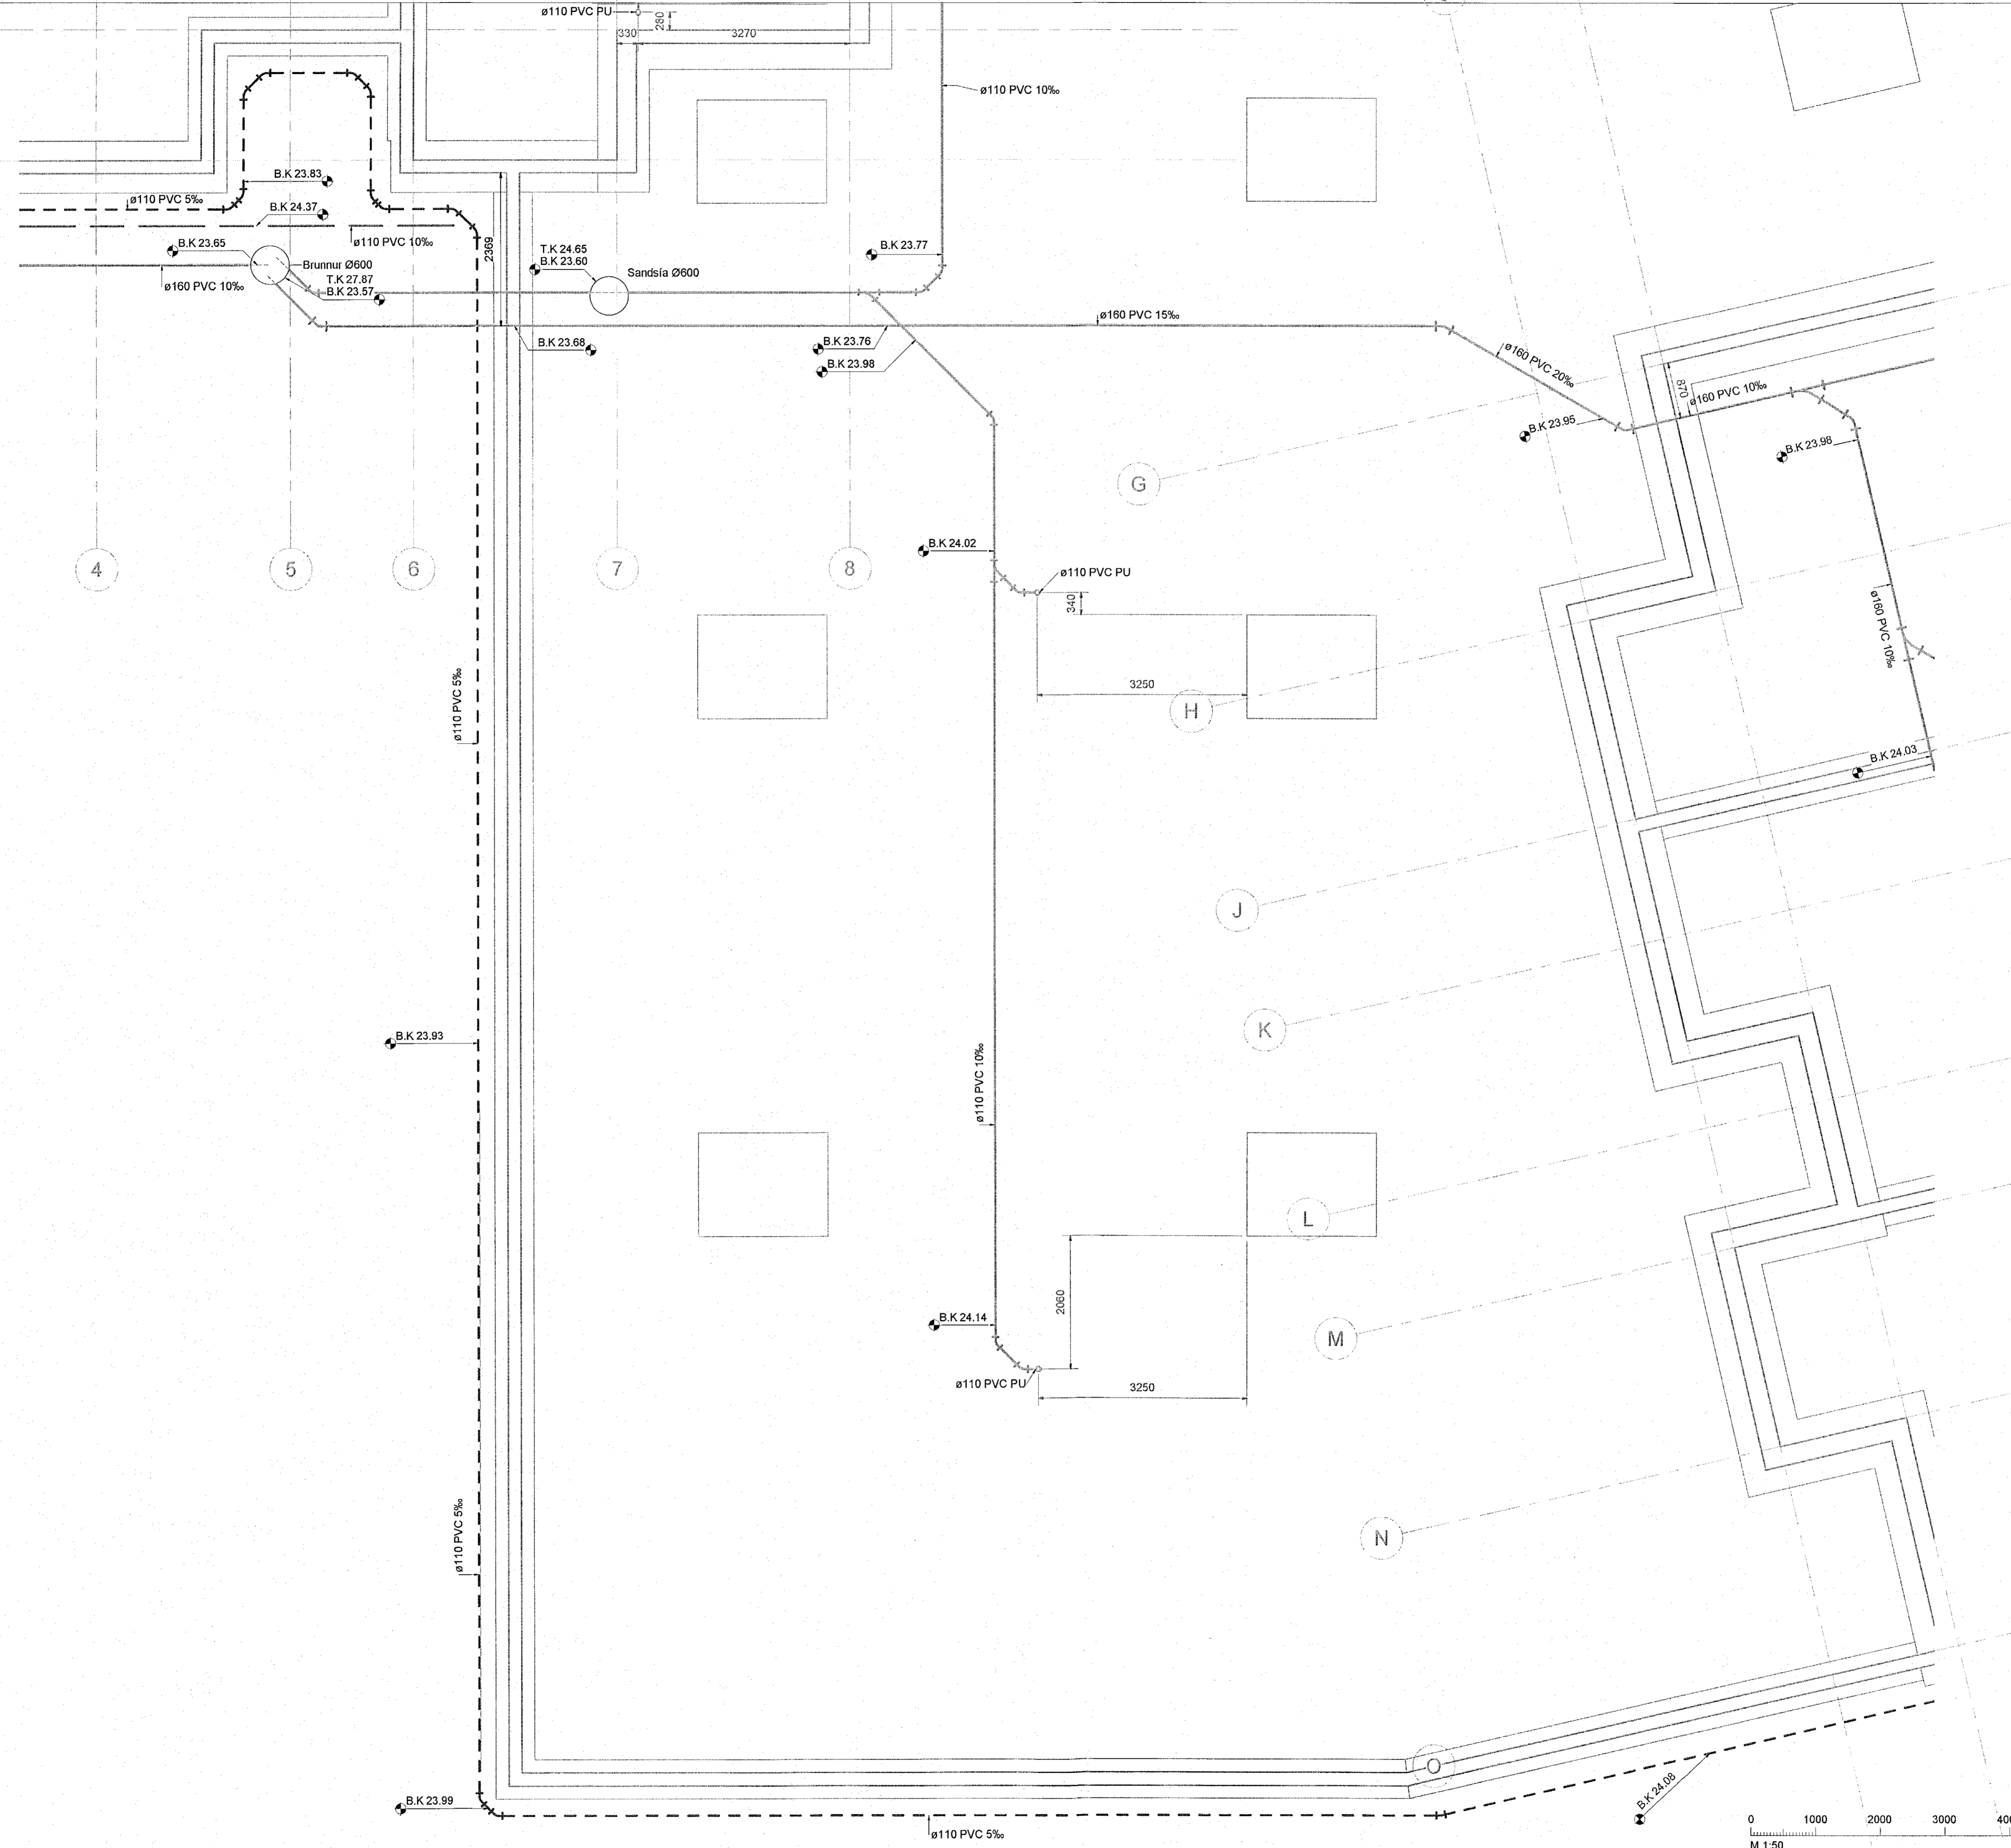 ø110 PVC PU
280
330
3270
ø110 PVC 10‰
B.K 23.83
ø110 PVC 5‰
B.K 24.37
ø110 PVC 10‰
B.K 23.65
Brunnur Ø600
T.K 27.87
B.K 23.57
ø160 PVC 10‰
2369
T.K 24.65
B.K 23.60
Sandsía Ø600
B.K 23.77
B.K 23.68
B.K 23.76
B.K 23.98
ø160 PVC 15‰
ø160 PVC 20‰
870
ø160 PVC 10‰
B.K 23.95
B.K 23.98
G
B.K 24.02
4
5
6
7
8
ø110 PVC PU
340
ø160 PVC 10‰
3250
H
ø110 PVC 5‰
B.K 24.03
J
K
B.K 23.93
ø110 PVC 10‰
L
2060
B.K 24.14
M
ø110 PVC PU
3250
N
ø110 PVC 5‰
O
B.K 23.99
B.K 24.08
ø110 PVC 5‰
0 1000 2000 3000
M 1:50